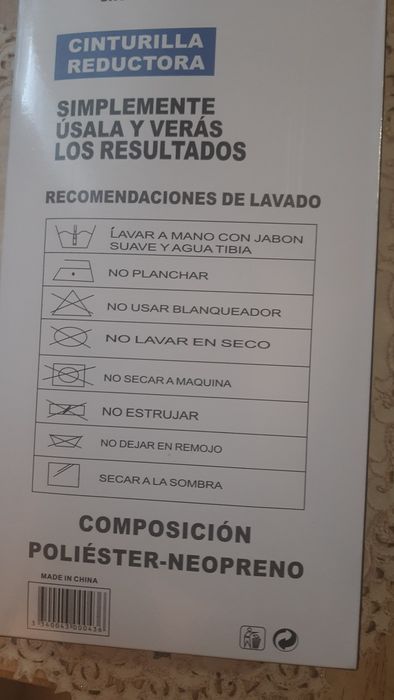 CINTURILLA
REDUCTORA
SIMPLEMENTE
ÚSALA Y VERÁS
LOS RESULTADOS
RECOMENDACIONES DE LAVADO
LAVAR A MANO CON JABON
SUAVE Y AGUA TIBIA
NO PLANCHAR
NO USAR BLANQUEADOR
NO LAVAR EN SECO
NO SECAR A MAQUINA
NO ESTRUJAR
NO DEJAR EN REMOJO
SECAR A LA SOMBRA
COMPOSICIÓN
POLIÉSTER-NEOPRENO
MADE IN CHINA